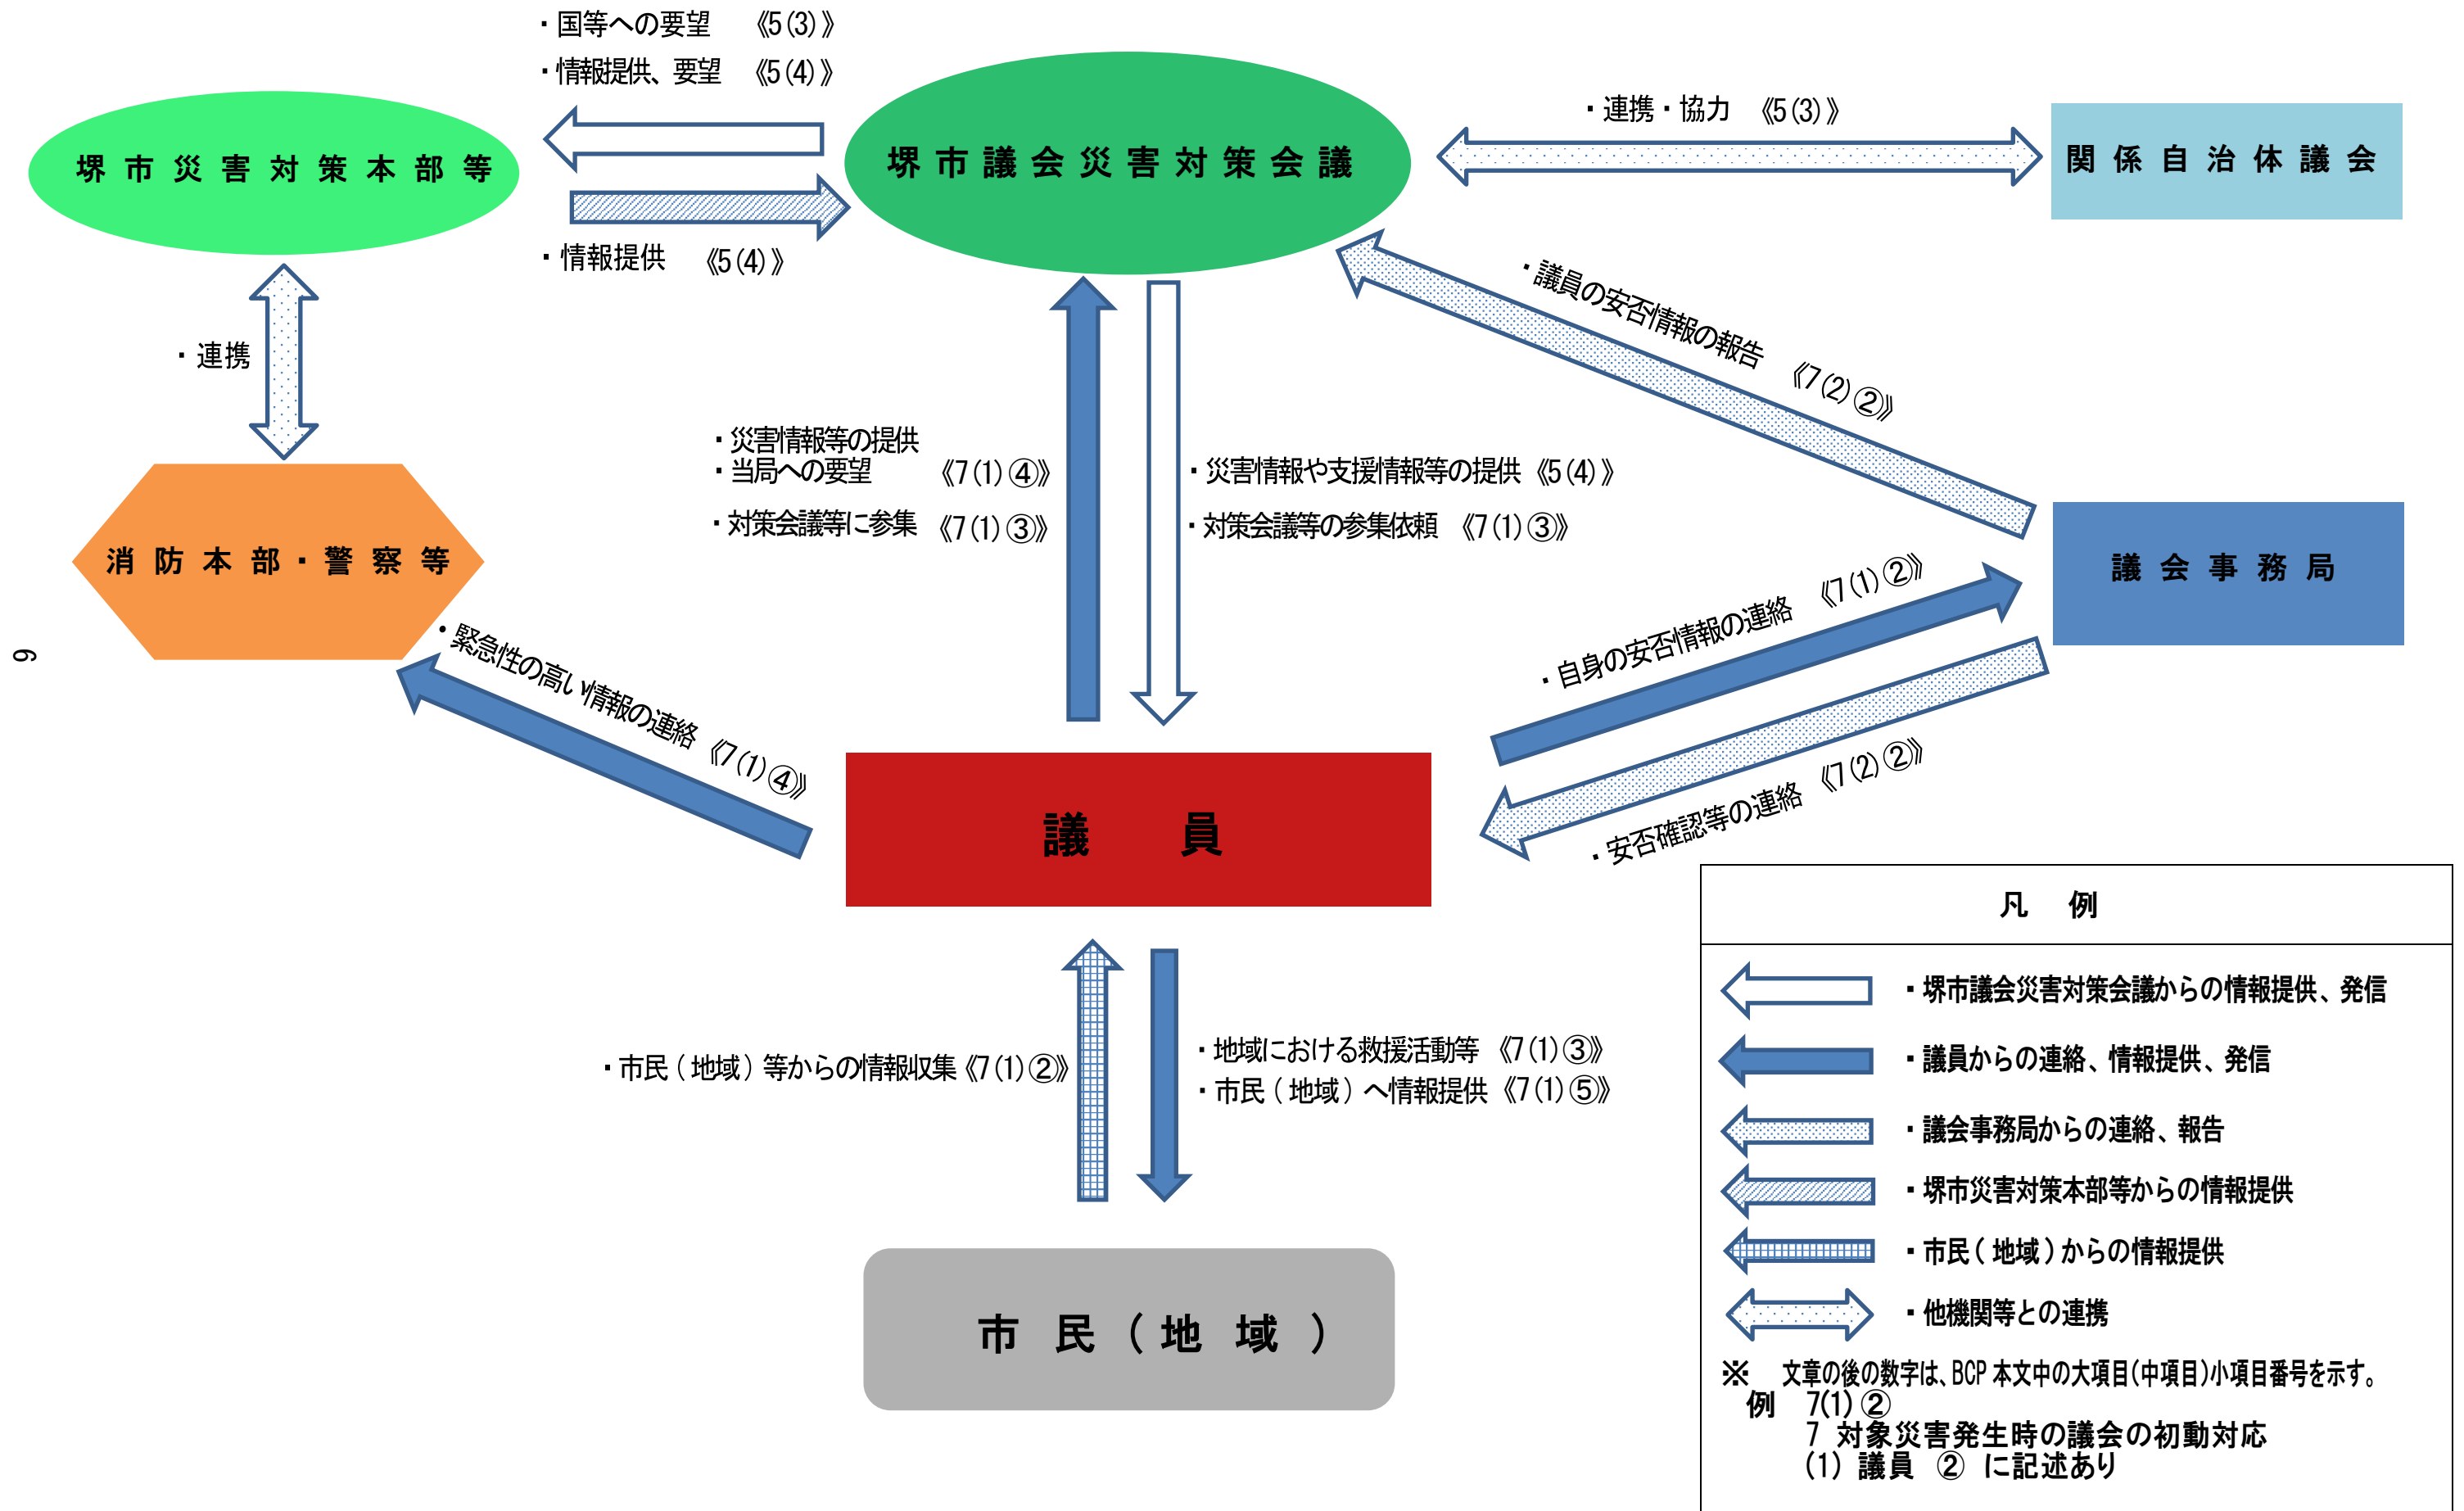 ・国等への要望 《5(3)》
・情報提供、要望 《5(4)》
堺市災害対策本部等
堺市議会災害対策会議
・連携・協力 《5(3)》
関係自治体議会
・情報提供 《5(4)》
・連携
・議員の安否情報の報告 《7(2)②》
・災害情報等の提供
・当局への要望 《7(1)④》
・対策会議等に参集 《7(1)③》
・災害情報や支援情報等の提供《5(4)》
・対策会議等の参集依頼 《7(1)③》
消防本部・警察等
議会事務局
・緊急性の高い情報の連絡《7(1)④》
・自身の安否情報の連絡 《7(1)②》
・安否確認等の連絡 《7(2)②》
9
議員
・市民(地域)等からの情報収集《7(1)②》
・地域における救援活動等 《7(1)③》
・市民(地域)へ情報提供 《7(1)⑤》
市民(地域)
凡例
・堺市議会災害対策会議からの情報提供、発信
・議員からの連絡、情報提供、発信
・議会事務局からの連絡、報告
・堺市災害対策本部等からの情報提供
・市民(地域)からの情報提供
・他機関等との連携
※ 文章の後の数字は、BCP本文中の大項目(中項目)小項目番号を示す。
例 7(1)②
7 対象災害発生時の議会の初動対応
(1) 議員 ② に記述あり